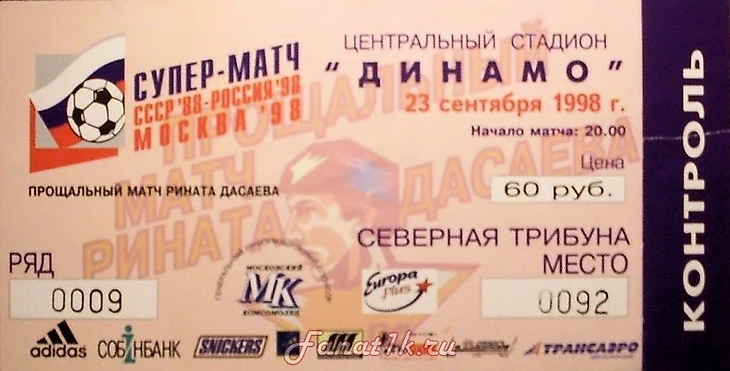 СУПЕР-МАТЧ
СССР'88-РОССИЯ'98
МОСКВА '98
ЦЕНТРАЛЬНЫЙ СТАДИОН
"ДИНАМО"
23 сентября 1998 г.
Начало матча: 20.00
Цена
60 руб.
ПРОЩАЛЬНЫЙ МАТЧ РИНАТА ДАСАЕВА
ПРОЩАЛЬНЫЙ
МАТЧ
РИНАТА ДАСАЕВА
СЕВЕРНАЯ ТРИБУНА
РЯД
0009
МЕСТО
0092
МОСКОВСКИЙ
МК
КОМСОМОЛЕЦ
Europa
Plus
adidas
СОБИНБАНК
SNICKERS
ТРАНСАЭРО
Fanat1k.ru
КОНТРОЛЬ